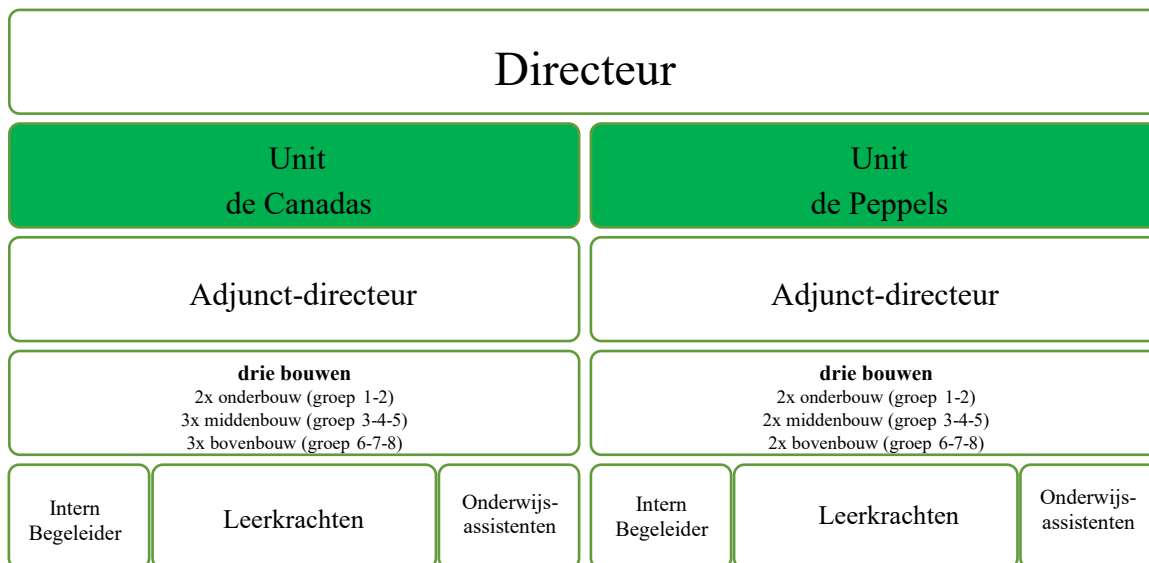 Directeur
Unit
de Canadas
Unit
de Peppels
Adjunct-directeur
Adjunct-directeur
drie bouwen
2x onderbouw (groep 1-2)
3x middenbouw (groep 3-4-5)
3x bovenbouw (groep 6-7-8)
drie bouwen
2x onderbouw (groep 1-2)
2x middenbouw (groep 3-4-5)
2x bovenbouw (groep 6-7-8)
Intern
Begeleider
Leerkrachten
Onderwijs-
assistenten
Intern
Begeleider
Leerkrachten
Onderwijs-
assistenten